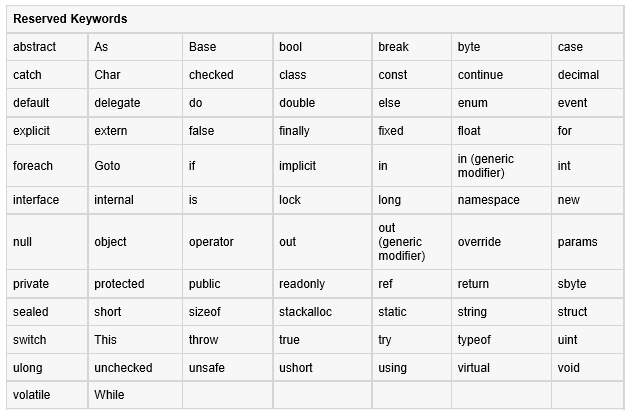 Reserved Keywords
abstract As Base bool break byte case
catch Char checked class const continue decimal
default delegate do double else enum event
explicit extern false finally fixed float for
foreach Goto if implicit in in (generic modifier) int
interface internal is lock long namespace new
null object operator out out (generic modifier) override params
private protected public readonly ref return sbyte
sealed short sizeof stackalloc static string struct
switch This throw true try typeof uint
ulong unchecked unsafe ushort using virtual void
volatile While